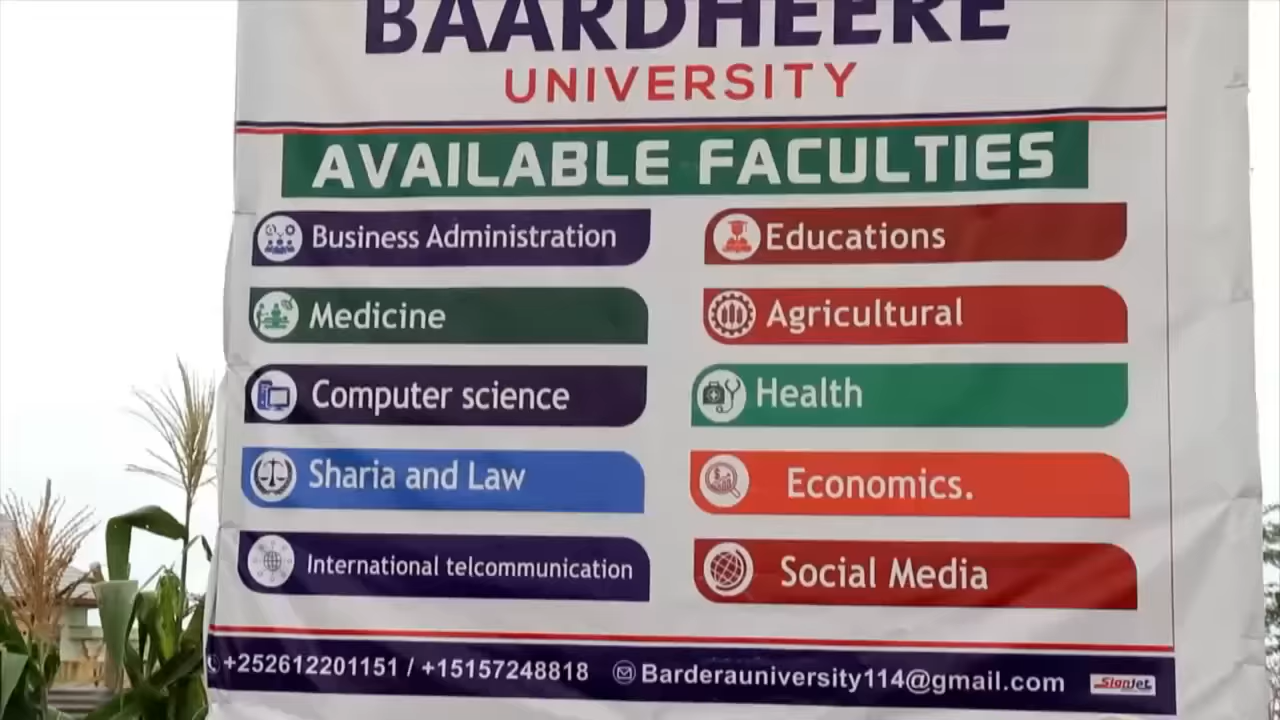 BAARDHEERE
UNIVERSITY
AVAILABLE FACULTIES
Business Administration
Medicine
Computer science
Sharia and Law
International telcommunication
Educations
Agricultural
Health
Economics.
Social Media
+252612201151 / +15157248818 Barderauniversity114@gmail.com
SignJet